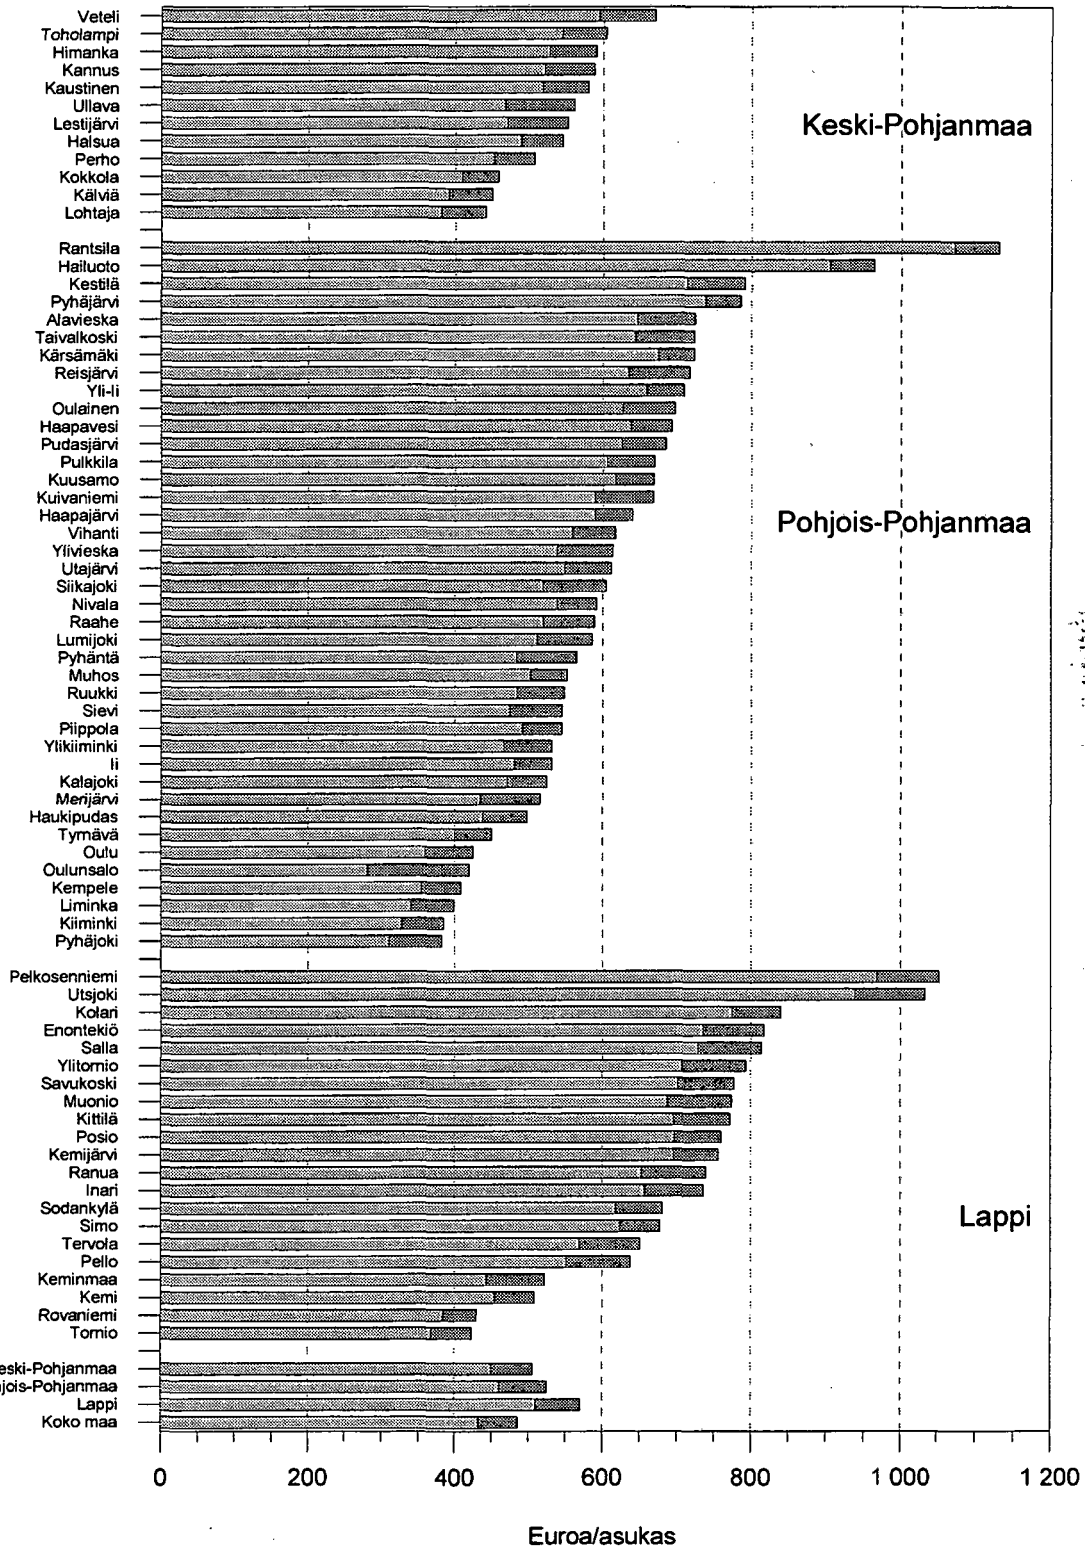 Veteli
Toholampi
Himanka
Kannus
Kaustinen
Ullava
Lestijärvi
Halsua
Perho
Kokkola
Kälviä
Lohtaja
Keski-Pohjanmaa
Rantsila
Hailuoto
Kestilä
Pyhäjärvi
Alavieska
Taivalkoski
Kärsämäki
Reisjärvi
Yli-Ii
Oulainen
Haapavesi
Pudasjärvi
Pulkkila
Kuusamo
Kuivaniemi
Haapajärvi
Vihanti
Ylivieska
Utajärvi
Siikajoki
Nivala
Raahe
Lumijoki
Pyhäntä
Muhos
Ruukki
Sievi
Piippola
Ylikiiminki
Ii
Kalajoki
Merijärvi
Haukipudas
Tyrnävä
Oulu
Oulunsalo
Kempele
Liminka
Kiiminki
Pyhäjoki
Pohjois-Pohjanmaa
Pelkosenniemi
Utsjoki
Kolari
Enontekiö
Salla
Ylitornio
Savukoski
Muonio
Kittilä
Posio
Kemijärvi
Ranua
Inari
Sodankylä
Simo
Tervola
Pello
Keminmaa
Kemi
Rovaniemi
Tornio
Lappi
eski-Pohjanmaa
jois-Pohjanmaa
Lappi
Koko maa
0 200 400 600 800 1 000 1 200
Euroa/asukas